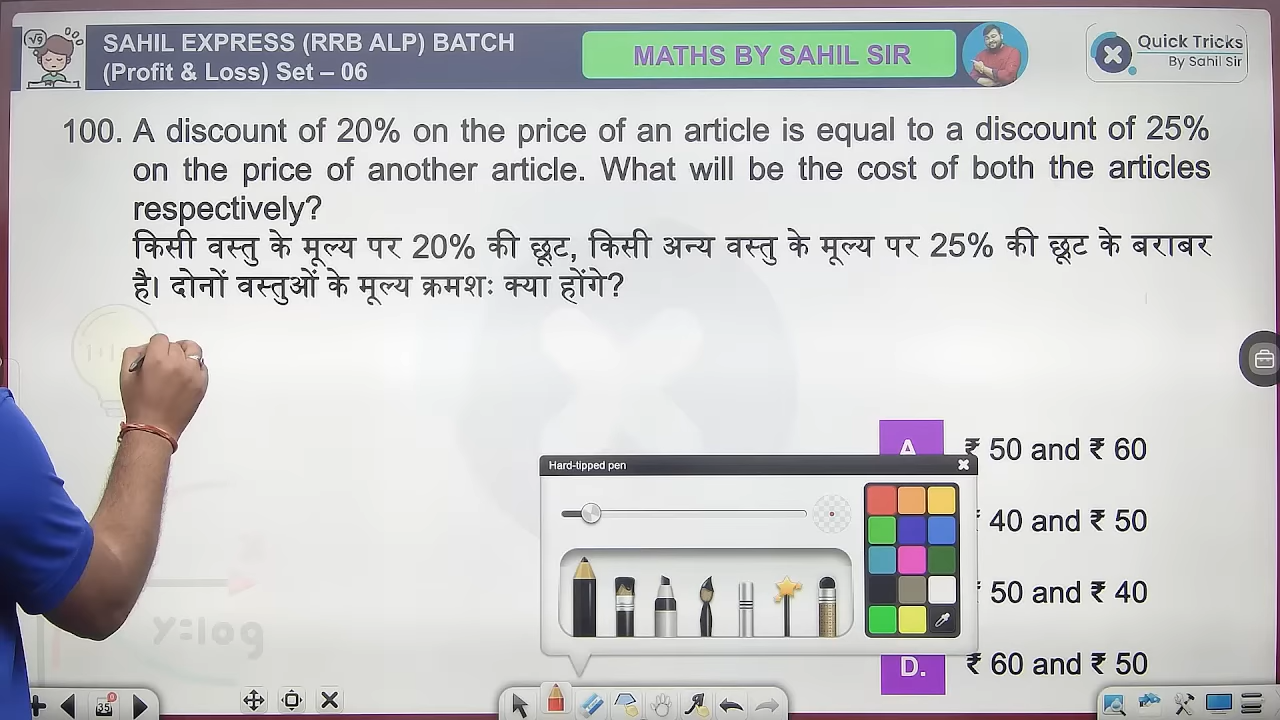 SAHIL EXPRESS (RRB ALP) BATCH
(Profit & Loss) Set – 06
MATHS BY SAHIL SIR
Quick Tricks
By Sahil Sir
√5
100. A discount of 20% on the price of an article is equal to a discount of 25%
on the price of another article. What will be the cost of both the articles
respectively?
किसी वस्तु के मूल्य पर 20% की छूट, किसी अन्य वस्तु के मूल्य पर 25% की छूट के बराबर
है। दोनों वस्तुओं के मूल्य क्रमशः क्या होंगे?
A ₹ 50 and ₹ 60
Hard-tipped pen
40 and ₹ 50
50 and ₹ 40
D. ₹ 60 and ₹ 50
y=log
35